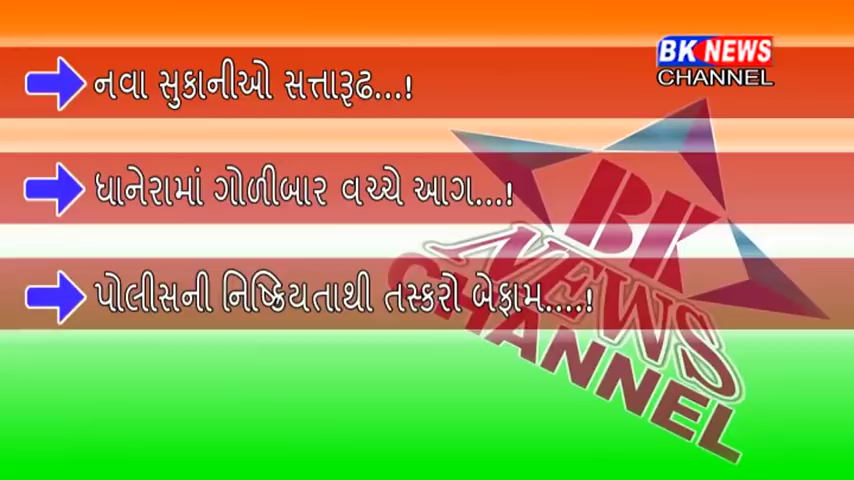 BK NEWS
CHANNEL
નવા સુકાનીઓ સત્તારૂઢ...!
ધાનેરામાં ગોળીબાર વચ્ચે આગ...!
પોલીસની નિષ્ક્રિયતાથી તસ્કરો બેફામ....!
BK
NEWS
CHANNEL